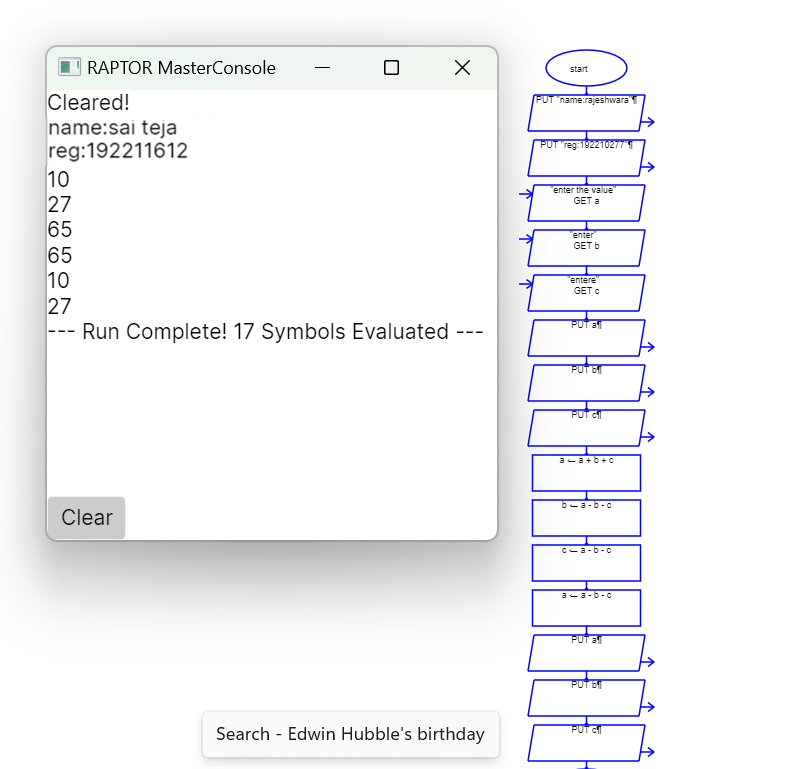 RAPTOR MasterConsole
Cleared!
name:sai teja
reg:192211612
10
27
65
65
10
27
--- Run Complete! 17 Symbols Evaluated ---
Clear
Search - Edwin Hubble's birthday
start
PUT "name:rajeshwara"¶
PUT "reg:192210277"¶
"enter the value"
GET a
"enter"
GET b
"entere"
GET c
PUT a¶
PUT b¶
PUT c¶
a ← a + b + c
b ← a - b - c
c ← a - b - c
a ← a - b - c
PUT a¶
PUT b¶
PUT c¶